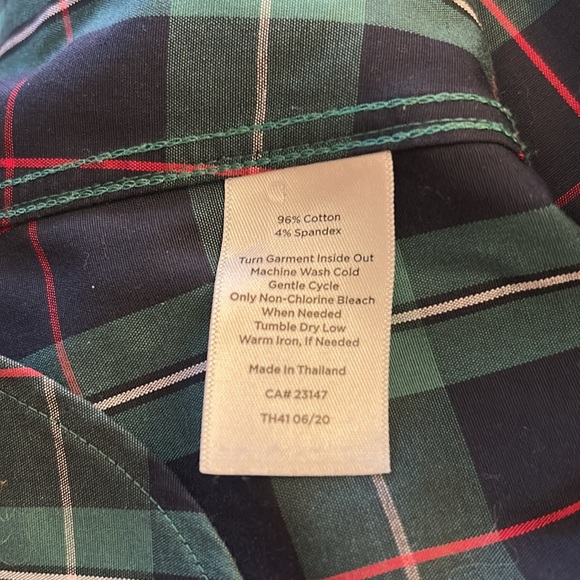 96% Cotton
4% Spandex
Turn Garment Inside Out
Machine Wash Cold
Gentle Cycle
Only Non-Chlorine Bleach
When Needed
Tumble Dry Low
Warm Iron, If Needed
Made In Thailand
CA# 23147
TH41 06/20